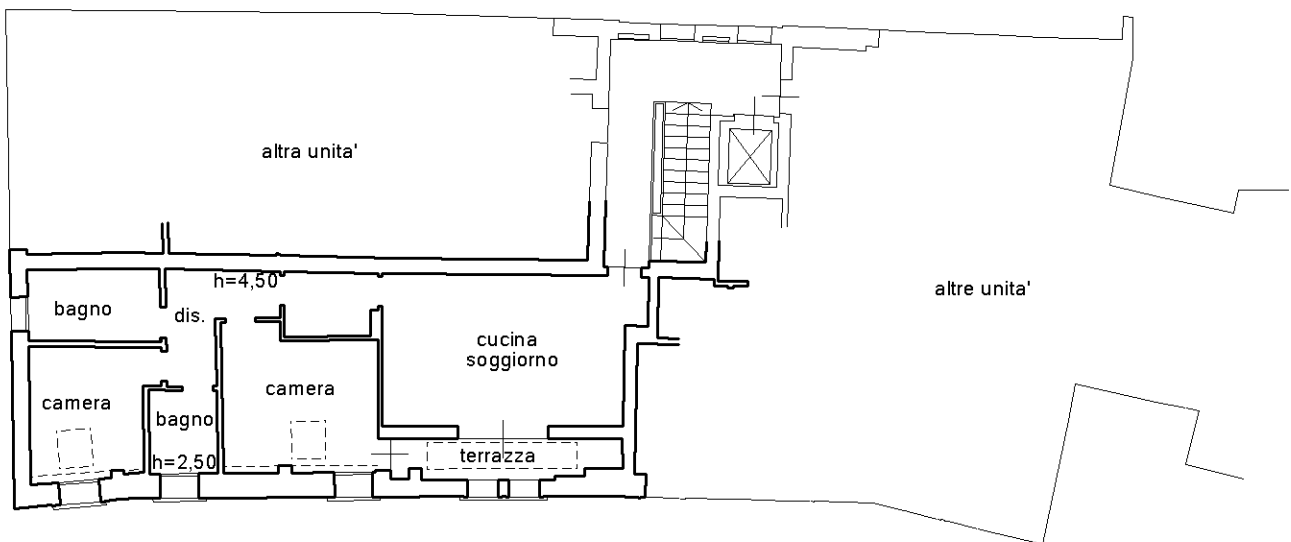 altra unita'
altre unita'
h=4,50
bagno
dis.
cucina
soggiorno
camera
camera
bagno
h=2,50
terrazza